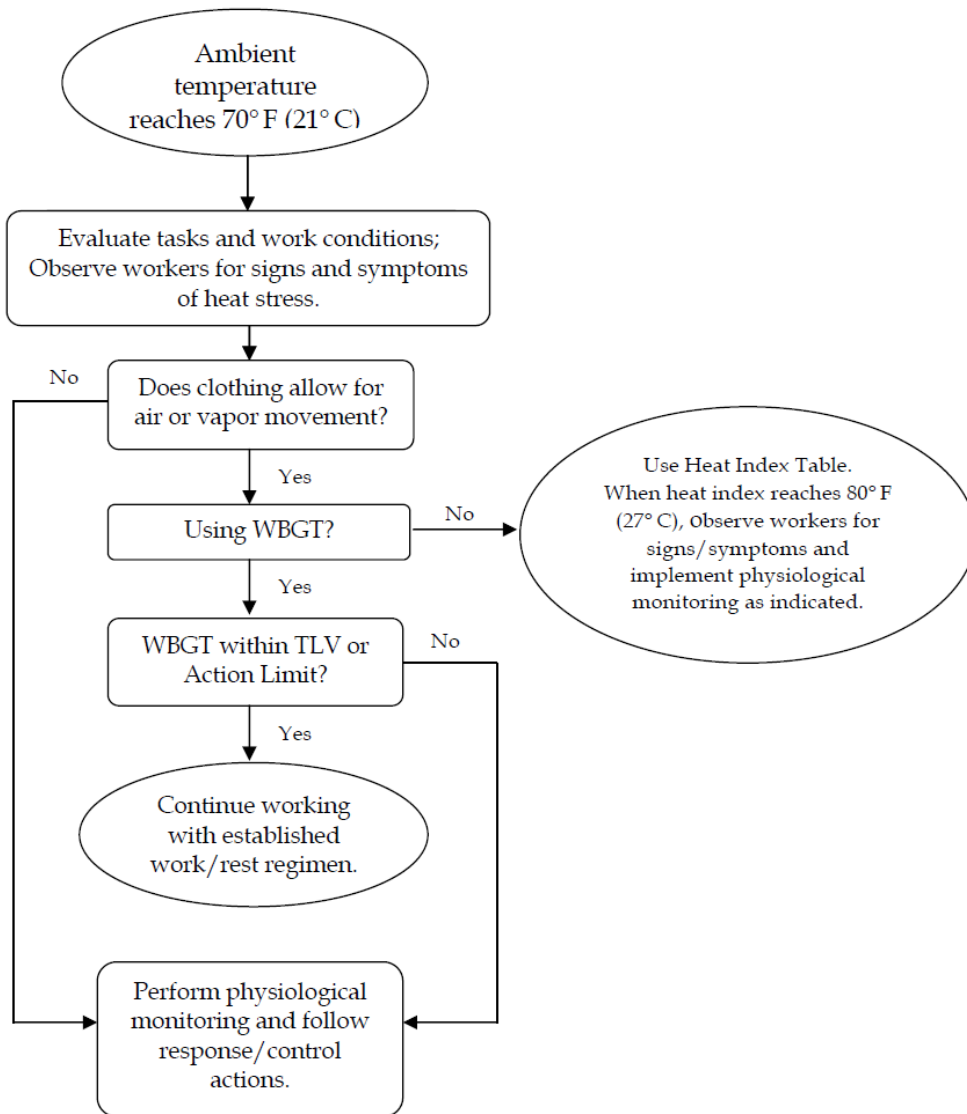 Ambient
temperature
reaches 70° F (21° C)
Evaluate tasks and work conditions;
Observe workers for signs and symptoms
of heat stress.
No
Does clothing allow for
air or vapor movement?
Yes
Use Heat Index Table.
When heat index reaches 80° F
(27° C), Observe workers for
signs/symptoms and
implement physiological
monitoring as indicated.
No
Using WBGT?
Yes
WBGT within TLV or
Action Limit?
No
Yes
Continue working
with established
work/rest regimen.
Perform physiological
monitoring and follow
response/control
actions.